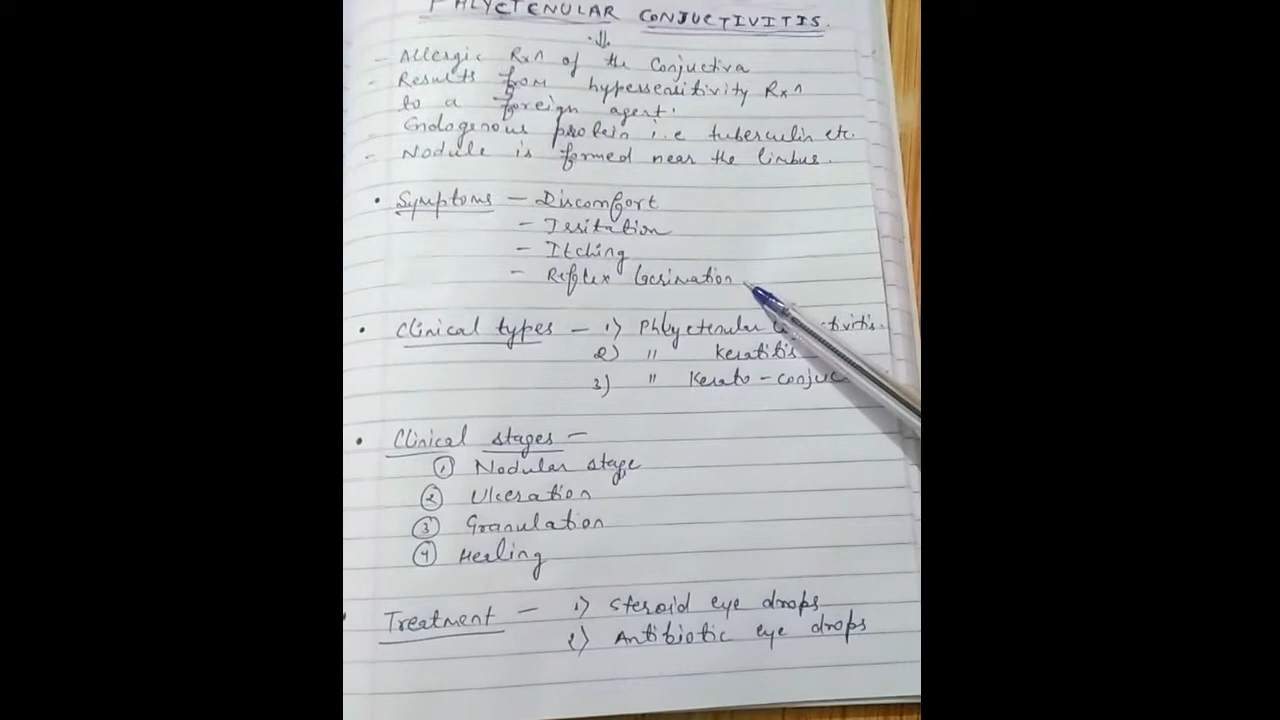 PHLYCTENULAR CONJUCTIVITIS.
- Allergic Rxn of the Conjuctiva
- Results from hypersensitivity Rxn
to a foreign agent.
- Endogenous protein i.e tuberculin etc.
- Nodule is formed near the limbus.
• Symptoms - Discomfort
- Irritation
- Itching
- Reflex lacrimation
• Clinical types - 1) Phlyctenular tivitis.
2) " Keratitis
3) " Kerato-conjuc
• Clinical stages -
① Nodular stage
② Ulceration
③ Granulation
④ Healing
• Treatment - 1) Steroid eye drops
2) Antibiotic eye drops